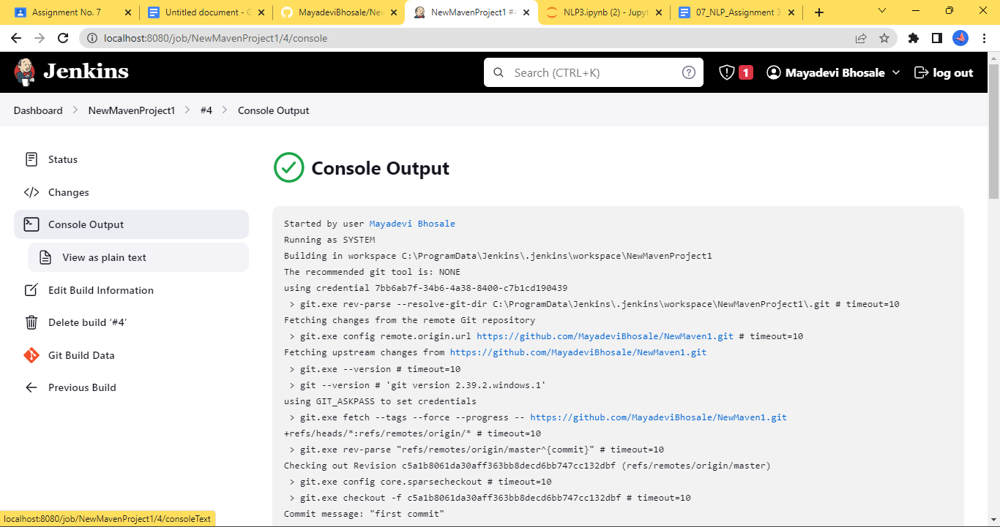 Assignment No. 7
Untitled document - G
MayadeviBhosale/New
NewMavenProject1 #4
NLP3.ipynb (2) - Jupyt
07_NLP_Assignment 3
localhost:8080/job/NewMavenProject1/4/console
Jenkins
Search (CTRL+K)
1
Mayadevi Bhosale
log out
Dashboard
NewMavenProject1
#4
Console Output
Status
Changes
Console Output
View as plain text
Edit Build Information
Delete build ‘#4’
Git Build Data
Previous Build
Console Output
Started by user Mayadevi Bhosale
Running as SYSTEM
Building in workspace C:\ProgramData\Jenkins\.jenkins\workspace\NewMavenProject1
The recommended git tool is: NONE
using credential 7bb6ab7f-34b6-4a38-8400-c7b1cd190439
 > git.exe rev-parse --resolve-git-dir C:\ProgramData\Jenkins\.jenkins\workspace\NewMavenProject1\.git # timeout=10
Fetching changes from the remote Git repository
 > git.exe config remote.origin.url https://github.com/MayadeviBhosale/NewMaven1.git # timeout=10
Fetching upstream changes from https://github.com/MayadeviBhosale/NewMaven1.git
 > git.exe --version # timeout=10
 > git --version # 'git version 2.39.2.windows.1'
using GIT_ASKPASS to set credentials
 > git.exe fetch --tags --force --progress -- https://github.com/MayadeviBhosale/NewMaven1.git
+refs/heads/*:refs/remotes/origin/* # timeout=10
 > git.exe rev-parse "refs/remotes/origin/master^{commit}" # timeout=10
Checking out Revision c5a1b8061da30aff363bb8decd6bb747cc132dbf (refs/remotes/origin/master)
 > git.exe config core.sparsecheckout # timeout=10
 > git.exe checkout -f c5a1b8061da30aff363bb8decd6bb747cc132dbf # timeout=10
Commit message: "first commit"
localhost:8080/job/NewMavenProject1/4/consoleText